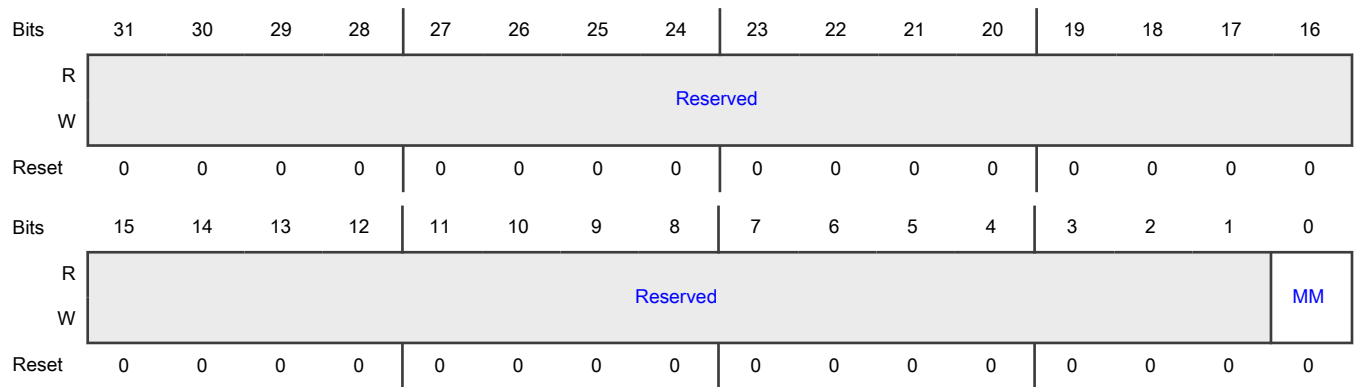 Bits 31 30 29 28 27 26 25 24 23 22 21 20 19 18 17 16
R
Reserved
W
Reset 0 0 0 0 0 0 0 0 0 0 0 0 0 0 0 0
Bits 15 14 13 12 11 10 9 8 7 6 5 4 3 2 1 0
R
Reserved MM
W
Reset 0 0 0 0 0 0 0 0 0 0 0 0 0 0 0 0